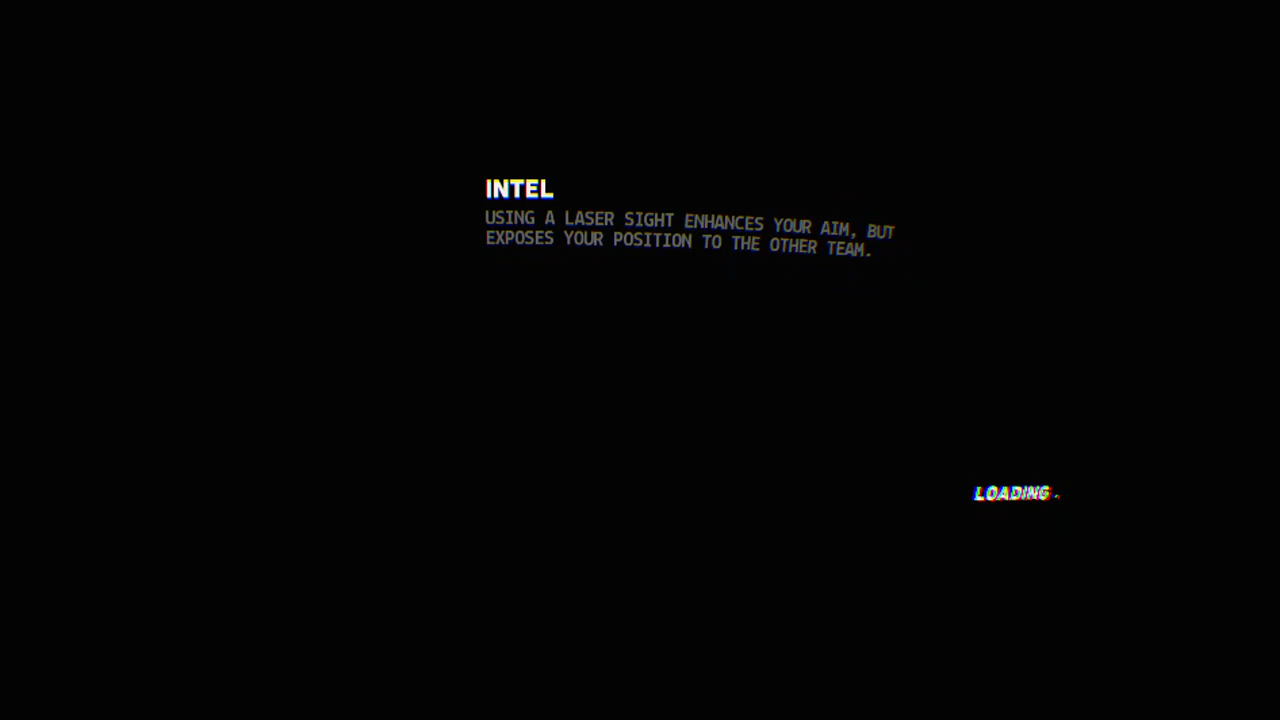 INTEL
USING A LASER SIGHT ENHANCES YOUR AIM, BUT
EXPOSES YOUR POSITION TO THE OTHER TEAM.
LOADING.